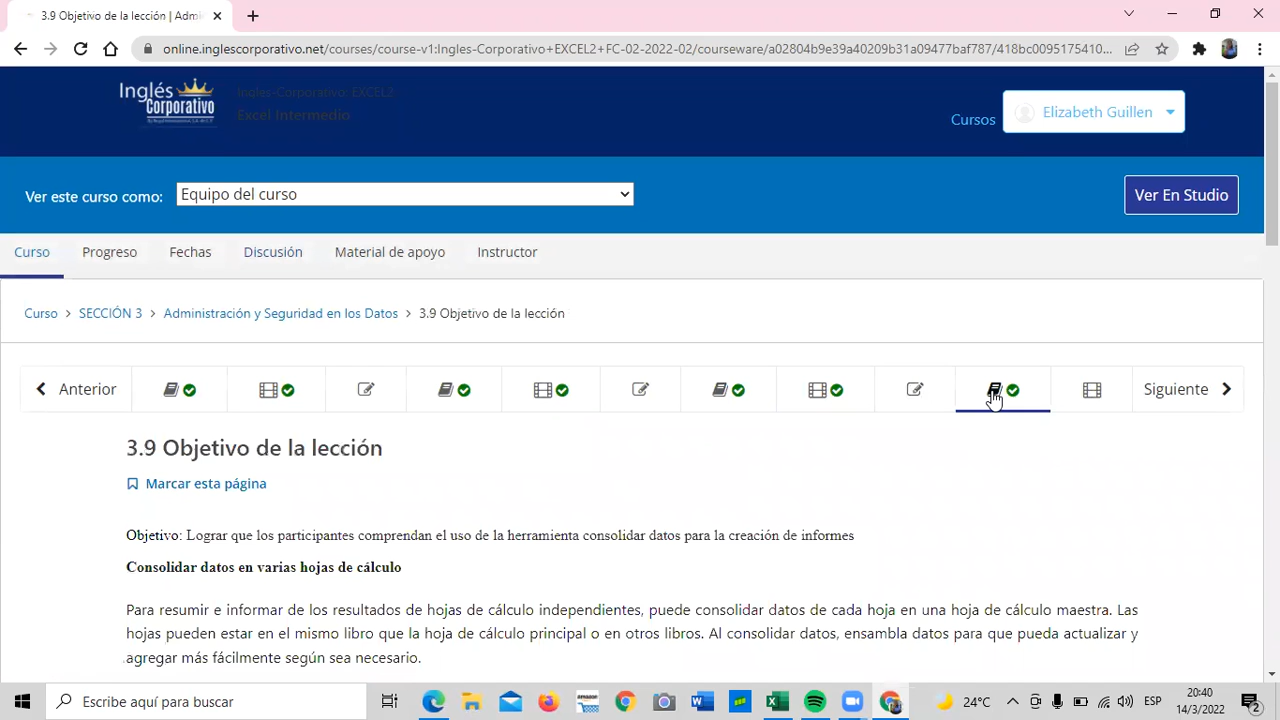 3.9 Objetivo de la lección | Admi
online.inglescorporativo.net/courses/course-v1:Ingles-Corporativo+EXCEL2+FC-02-2022-02/courseware/a02804b9e39a40209b31a09477baf787/418bc0095175410...
Inglés
Corporativo
Ingles-Corporativo: EXCEL2
Excel Intermedio
Cursos
Elizabeth Guillen
Ver este curso como:
Equipo del curso
Ver En Studio
Curso Progreso Fechas Discusión Material de apoyo Instructor
Curso > SECCIÓN 3 > Administración y Seguridad en los Datos > 3.9 Objetivo de la lección
Anterior
Siguiente
3.9 Objetivo de la lección
Marcar esta página
Objetivo: Lograr que los participantes comprendan el uso de la herramienta consolidar datos para la creación de informes
Consolidar datos en varias hojas de cálculo
Para resumir e informar de los resultados de hojas de cálculo independientes, puede consolidar datos de cada hoja en una hoja de cálculo maestra. Las
hojas pueden estar en el mismo libro que la hoja de cálculo principal o en otros libros. Al consolidar datos, ensambla datos para que pueda actualizar y
.agregar más fácilmente según sea necesario.
Escribe aquí para buscar
amazon
24°C
ESP
20:40
14/3/2022
2